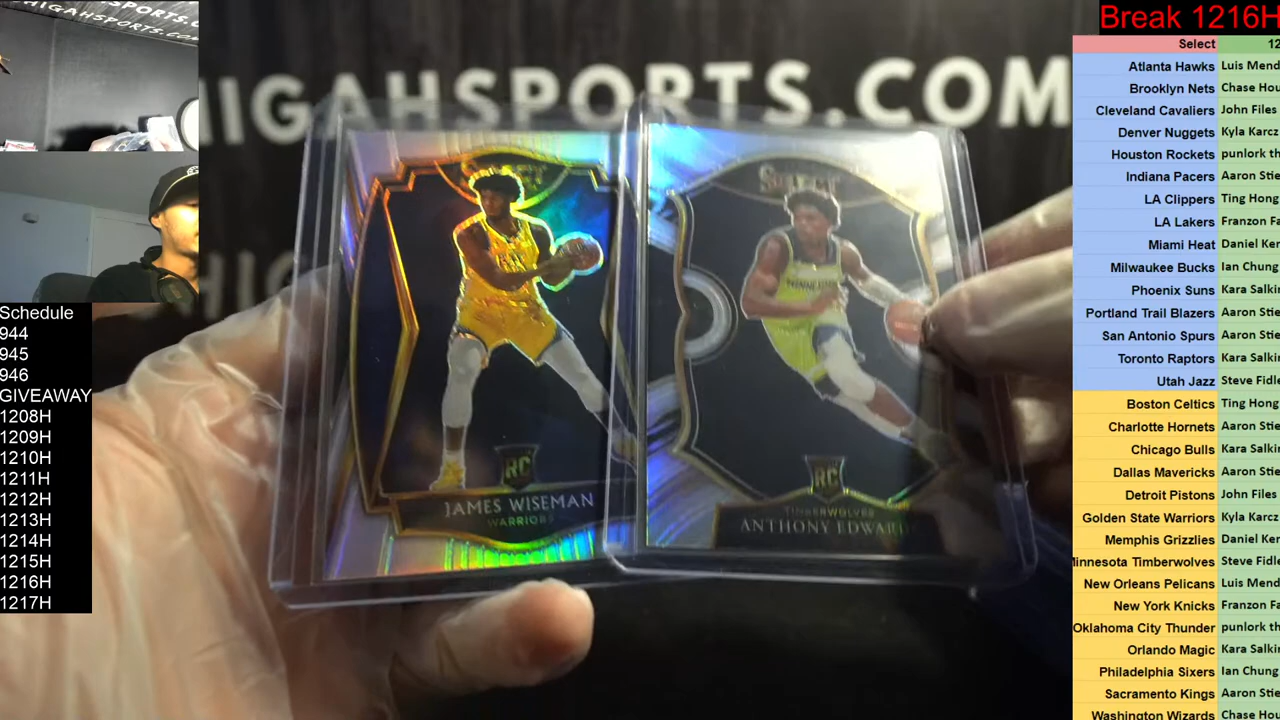 Break 1216H
HIGAHSPORTS.COM
IGAHSPORTS.COM
Select
12
Atlanta Hawks Luis Mend
Brooklyn Nets Chase Hou
Cleveland Cavaliers John Files
Denver Nuggets Kyla Karcz
Houston Rockets punlork th
Indiana Pacers Aaron Stie
LA Clippers Ting Hong
LA Lakers Franzon Fa
Miami Heat Daniel Ker
Milwaukee Bucks Ian Chung
Phoenix Suns Kara Salkin
Portland Trail Blazers Aaron Stie
San Antonio Spurs Aaron Stie
Toronto Raptors Kara Salkin
Utah Jazz Steve Fidle
Boston Celtics Ting Hong
Charlotte Hornets Aaron Stie
Chicago Bulls Kara Salkin
Dallas Mavericks Aaron Stie
Detroit Pistons John Files
Golden State Warriors Kyla Karcz
Memphis Grizzlies Daniel Ker
Minnesota Timberwolves Steve Fidle
New Orleans Pelicans Luis Mend
New York Knicks Franzon Fa
Oklahoma City Thunder punlork th
Orlando Magic Kara Salkin
Philadelphia Sixers Ian Chung
Sacramento Kings Aaron Stie
Washington Wizards Chase Hou
Schedule
944
945
946
GIVEAWAY
1208H
1209H
1210H
1211H
1212H
1213H
1214H
1215H
1216H
1217H
RC
JAMES WISEMAN
WARRIORS
SELECT
RC
TIMBERWOLVES
ANTHONY EDWARD